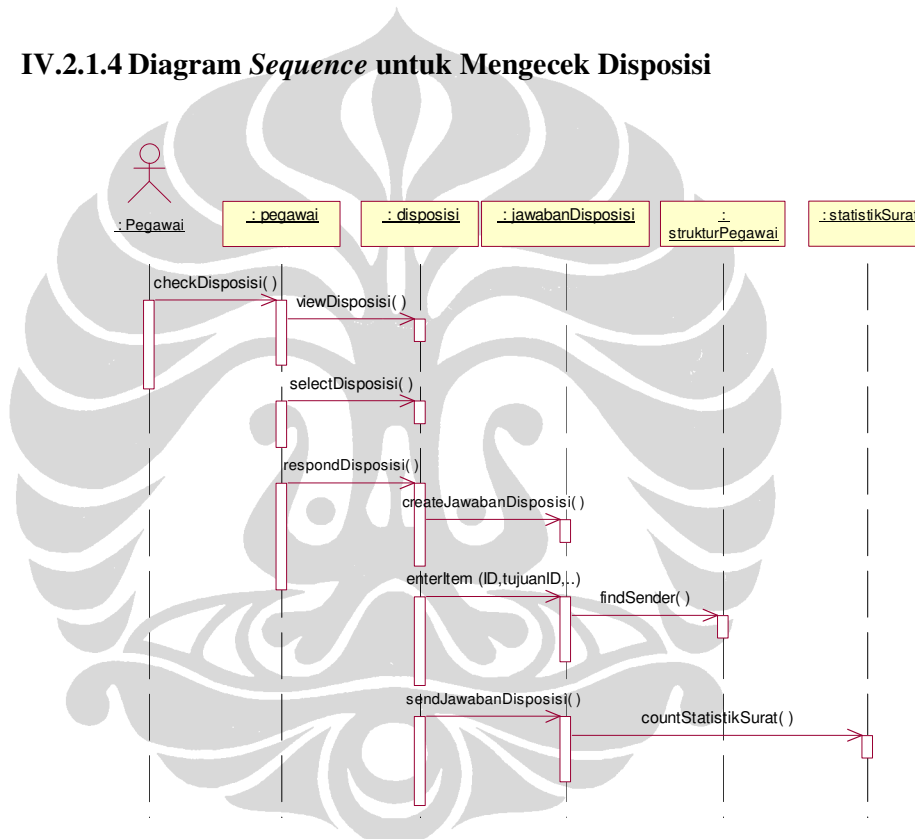 IV.2.1.4 Diagram Sequence untuk Mengecek Disposisi
: Pegawai
: pegawai
: disposisi
: jawabanDisposisi
:
strukturPegawai
: statistikSurat
checkDisposisi( )
viewDisposisi( )
selectDisposisi( )
respondDisposisi( )
createJawabanDisposisi( )
enterItem (ID,tujuanID,..)
findSender( )
sendJawabanDisposisi( )
countStatistikSurat( )